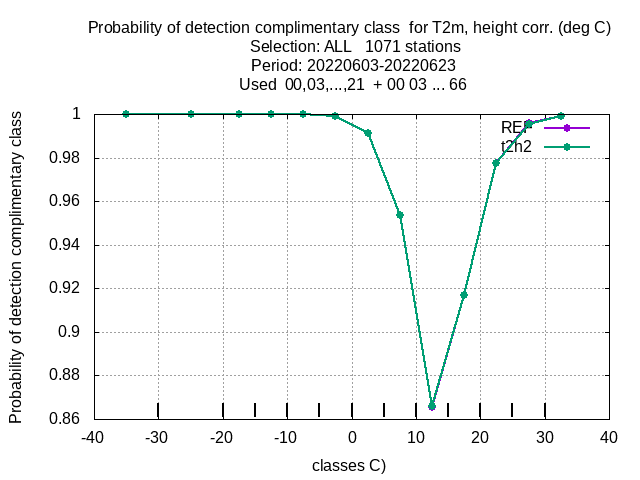 Probability of detection complimentary class  for T2m, height corr. (deg C)
Selection: ALL   1071 stations
Period: 20220603-20220623
Used  00,03,...,21  + 00 03 ... 66
Probability of detection complimentary class
1
0.98
0.96
0.94
0.92
0.9
0.88
0.86
REF
t2h2
-40 -30 -20 -10 0 10 20 30 40
classes C)